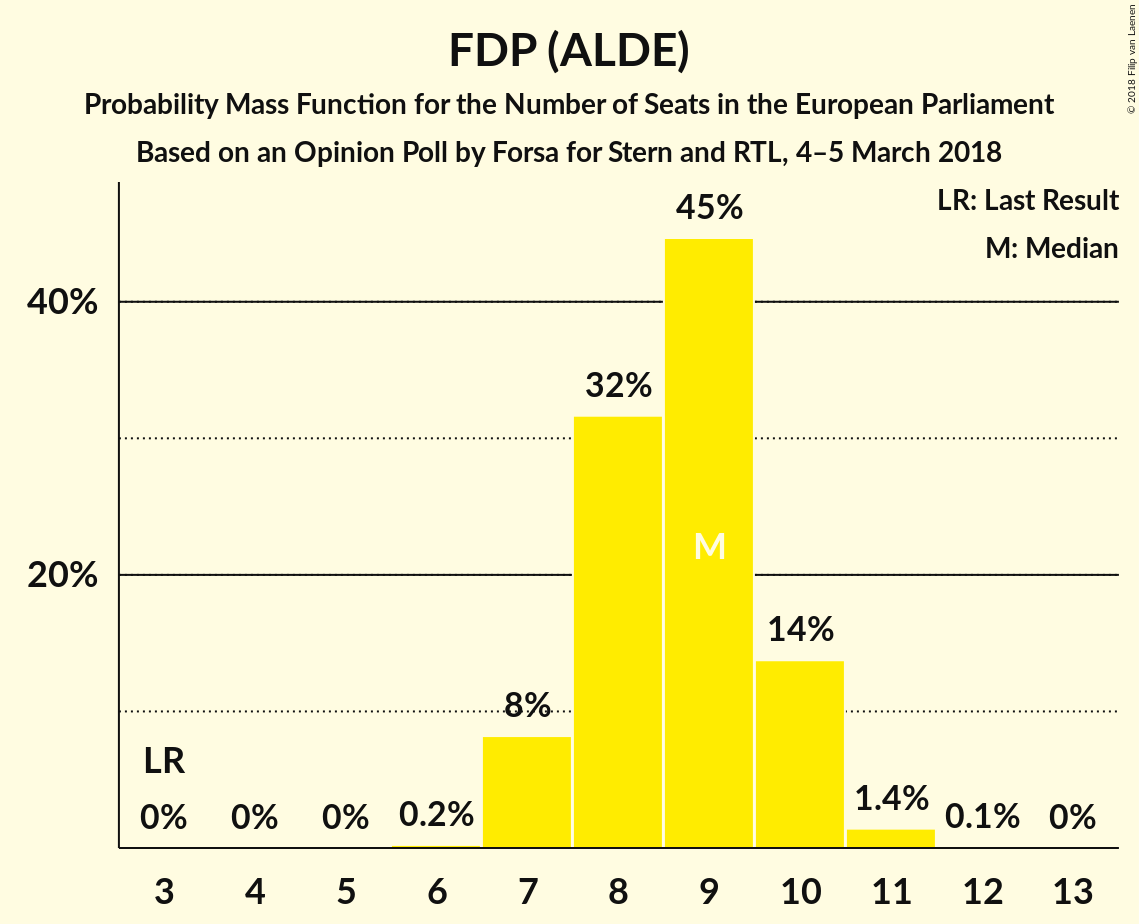 FDP (ALDE)
Probability Mass Function for the Number of Seats in the European Parliament
Based on an Opinion Poll by Forsa for Stern and RTL, 4–5 March 2018
© 2018 Filip van Laenen
LR: Last Result
M: Median
45%
40%
32%
M
20%
14%
8%
LR
0% 0% 0% 0.2% 1.4% 0.1% 0%
3 4 5 6 7 8 9 10 11 12 13